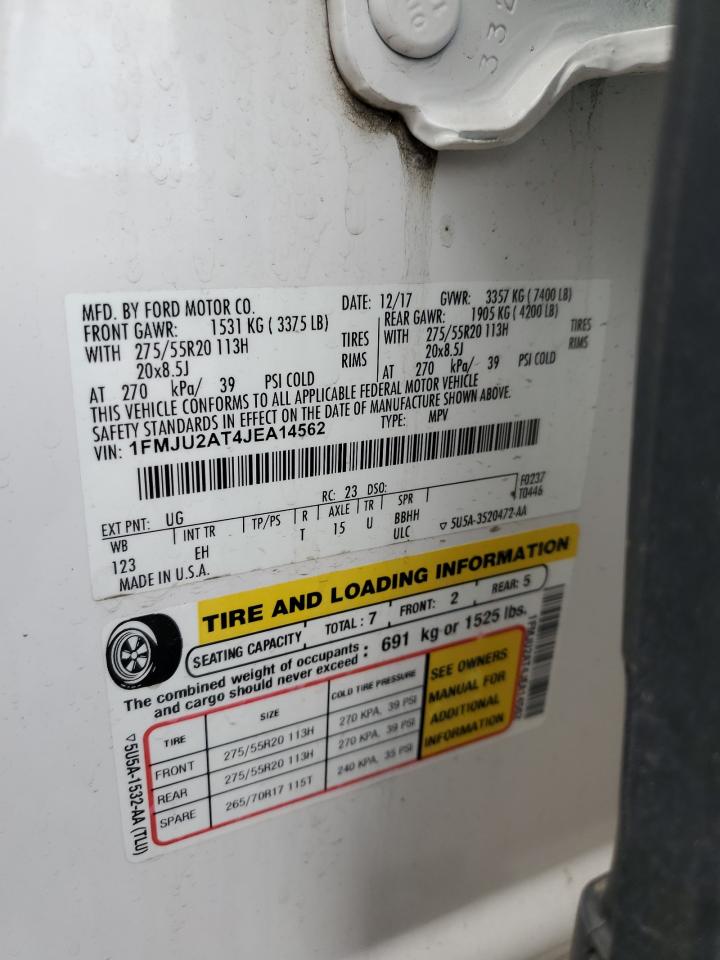 332
MFD. BY FORD MOTOR CO. DATE: 12/17 GVWR: 3357 KG (7400 LB)
FRONT GAWR: 1531 KG (3375 LB) REAR GAWR: 1905 KG (4200 LB)
WITH 275/55R20 113H TIRES WITH 275/55R20 113H TIRES
20x8.5J RIMS 20x8.5J RIMS
AT 270 kPa/ 39 PSI COLD AT 270 kPa/ 39 PSI COLD
THIS VEHICLE CONFORMS TO ALL APPLICABLE FEDERAL MOTOR VEHICLE
SAFETY STANDARDS IN EFFECT ON THE DATE OF MANUFACTURE SHOWN ABOVE.
VIN: 1FMJU2AT4JEA14562 TYPE: MPV
F0237
T0446
EXT PNT: UG RC: 23 DSO:
WB INT TR TP/PS R AXLE TR SPR
123 EH T 15 U BBHH
ULC ▽ 5U5A-3520472-AA
MADE IN U.S.A.
TIRE AND LOADING INFORMATION
SEATING CAPACITY TOTAL: 7 FRONT: 2 REAR: 5
The combined weight of occupants
and cargo should never exceed : 691 kg or 1525 lbs.
TIRE SIZE COLD TIRE PRESSURE
FRONT 275/55R20 113H 270 KPA, 39 PSI
REAR 275/55R20 113H 270 KPA, 39 PSI
SPARE 265/70R17 115T 240 KPA, 35 PSI
SEE OWNERS
MANUAL FOR
ADDITIONAL
INFORMATION
▽5U5A-1532-AA (TLU)